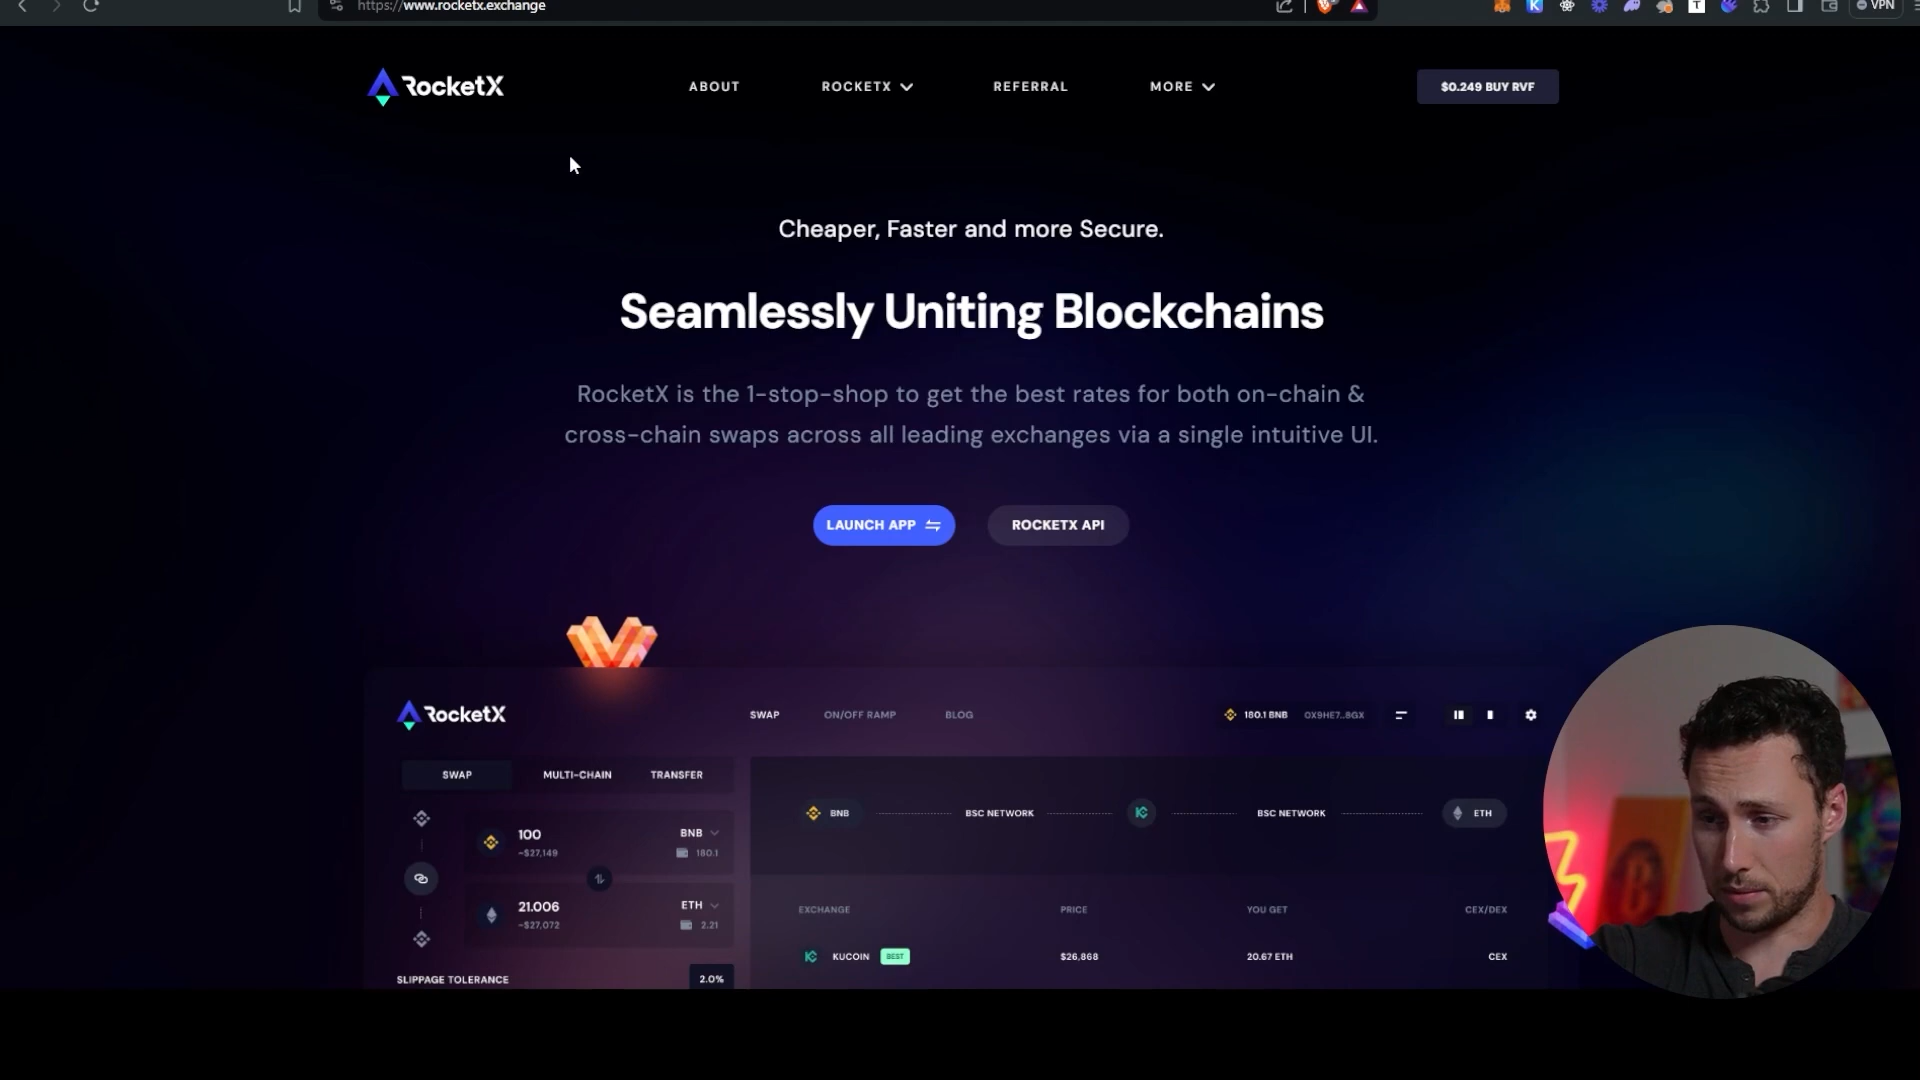 https://www.rocketx.exchange
VPN
RocketX
ABOUT
ROCKETX
REFERRAL
MORE
$0.249 BUY RVF
Cheaper, Faster and more Secure.
Seamlessly Uniting Blockchains
RocketX is the 1-stop-shop to get the best rates for both on-chain &
cross-chain swaps across all leading exchanges via a single intuitive UI.
LAUNCH APP
ROCKETX API
RocketX
SWAP
ON/OFF RAMP
BLOG
180.1 BNB
0X9HE7..8GX
SWAP
MULTI-CHAIN
TRANSFER
100
~$27,149
BNB
180.1
21.006
~$27,072
ETH
2.21
SLIPPAGE TOLERANCE
2.0%
BNB
BSC NETWORK
BSC NETWORK
ETH
EXCHANGE
PRICE
YOU GET
CEX/DEX
KUCOIN
BEST
$26,868
20.67 ETH
CEX